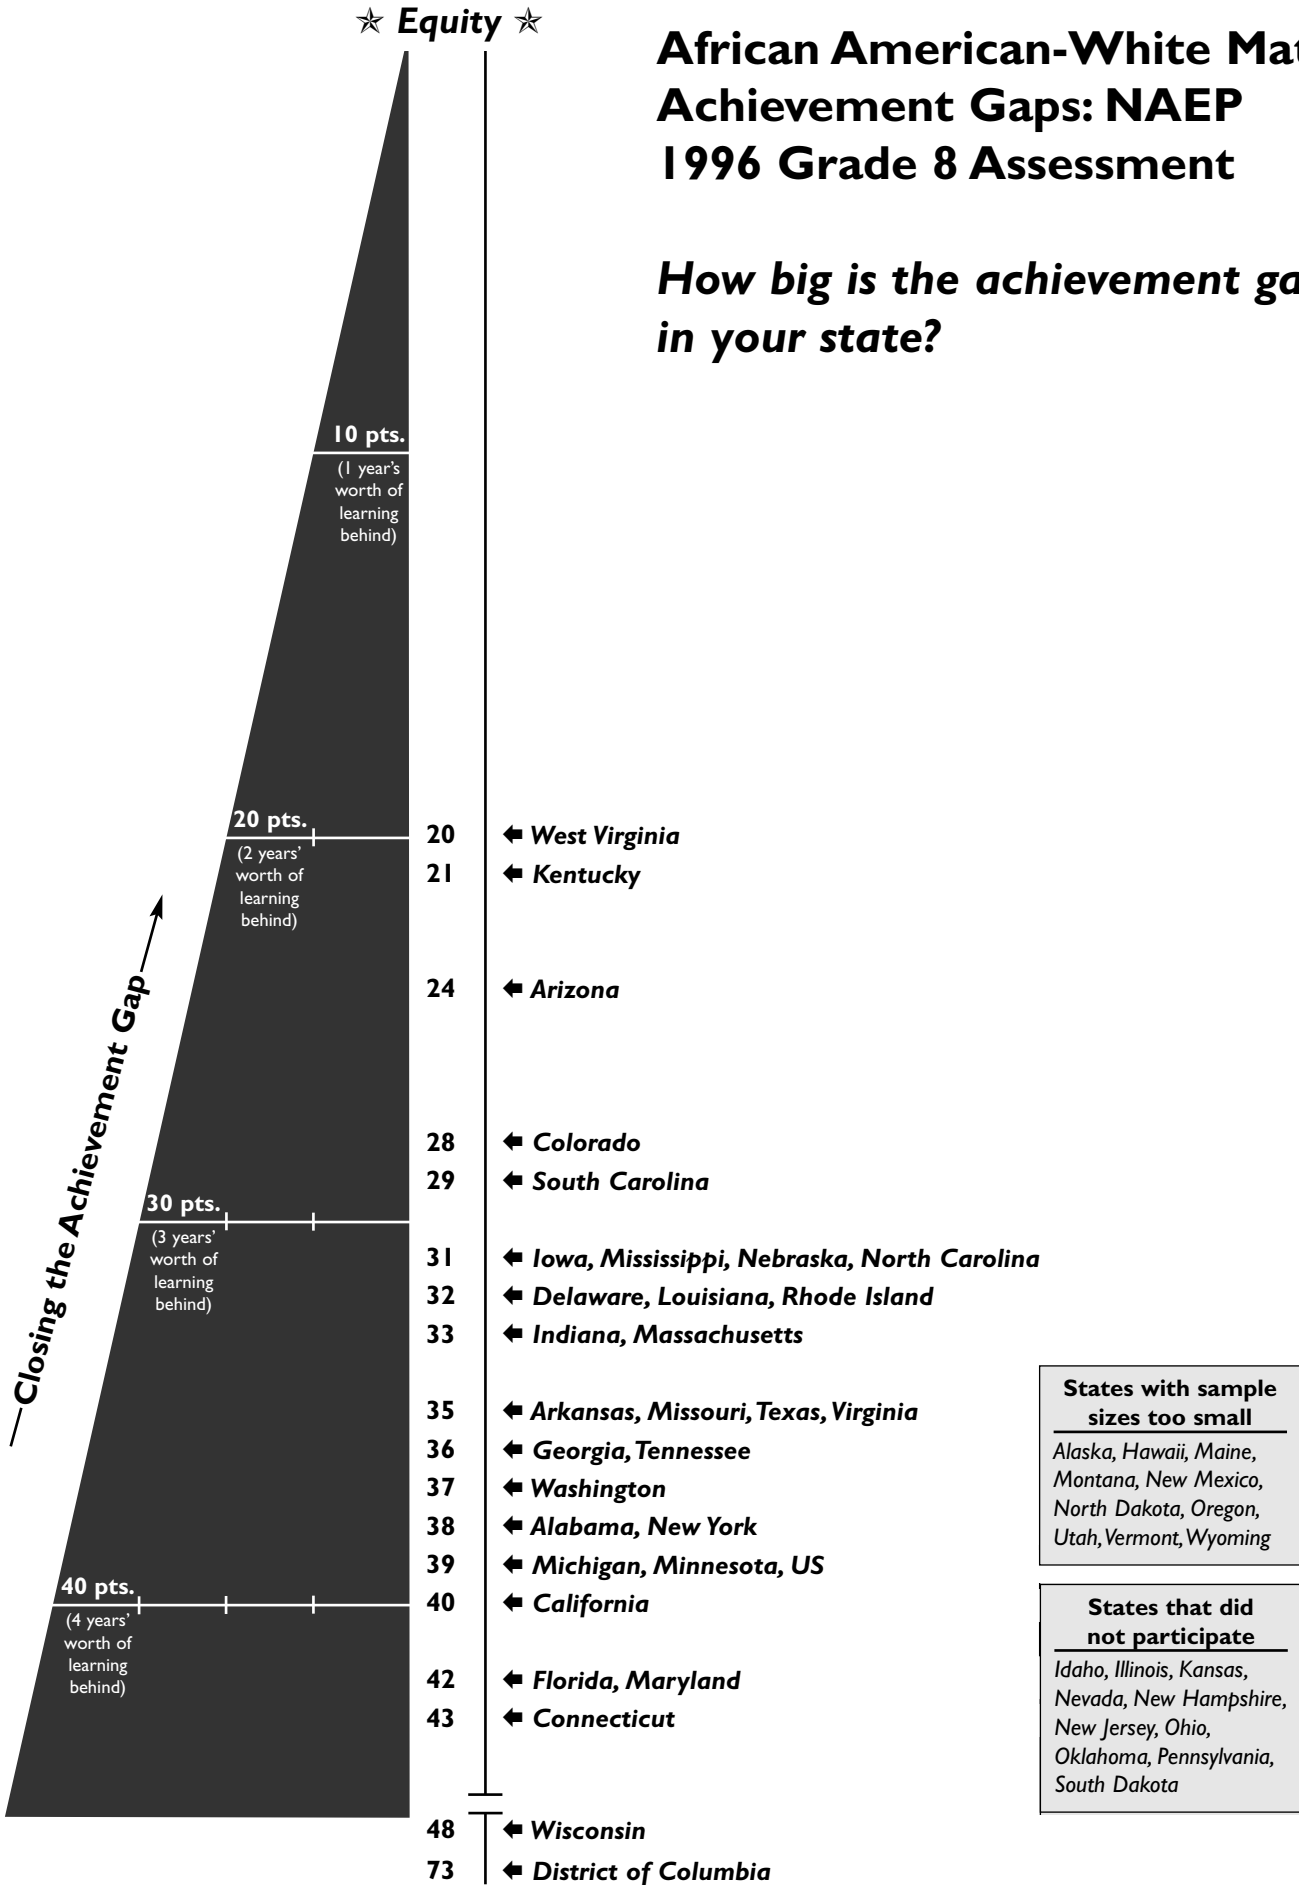 ✯ Equity ✯
African American-White Mat
Achievement Gaps: NAEP
1996 Grade 8 Assessment
How big is the achievement ga
in your state?
10 pts.
(1 year's
worth of
learning
behind)
20 pts.
(2 years'
worth of
learning
behind)
30 pts.
(3 years'
worth of
learning
behind)
40 pts.
(4 years'
worth of
learning
behind)
Closing the Achievement Gap
20 West Virginia
21 Kentucky
24 Arizona
28 Colorado
29 South Carolina
31 Iowa, Mississippi, Nebraska, North Carolina
32 Delaware, Louisiana, Rhode Island
33 Indiana, Massachusetts
35 Arkansas, Missouri, Texas, Virginia
36 Georgia, Tennessee
37 Washington
38 Alabama, New York
39 Michigan, Minnesota, US
40 California
42 Florida, Maryland
43 Connecticut
48 Wisconsin
73 District of Columbia
States with sample
sizes too small
Alaska, Hawaii, Maine,
Montana, New Mexico,
North Dakota, Oregon,
Utah, Vermont, Wyoming
States that did
not participate
Idaho, Illinois, Kansas,
Nevada, New Hampshire,
New Jersey, Ohio,
Oklahoma, Pennsylvania,
South Dakota